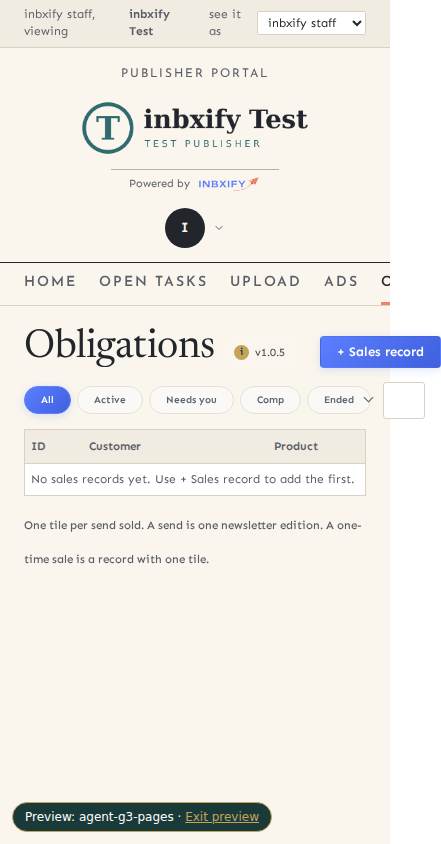 inbxify staff, viewing
inbxify Test
see it as
inbxify staff
PUBLISHER PORTAL
T
inbxify Test
TEST PUBLISHER
Powered by INBXIFY
I
HOME OPEN TASKS UPLOAD ADS
Obligations i v1.0.5 + Sales record
All Active Needs you Comp Ended
ID Customer Product
No sales records yet. Use + Sales record to add the first.
One tile per send sold. A send is one newsletter edition. A one-
time sale is a record with one tile.
Preview: agent-g3-pages · Exit preview